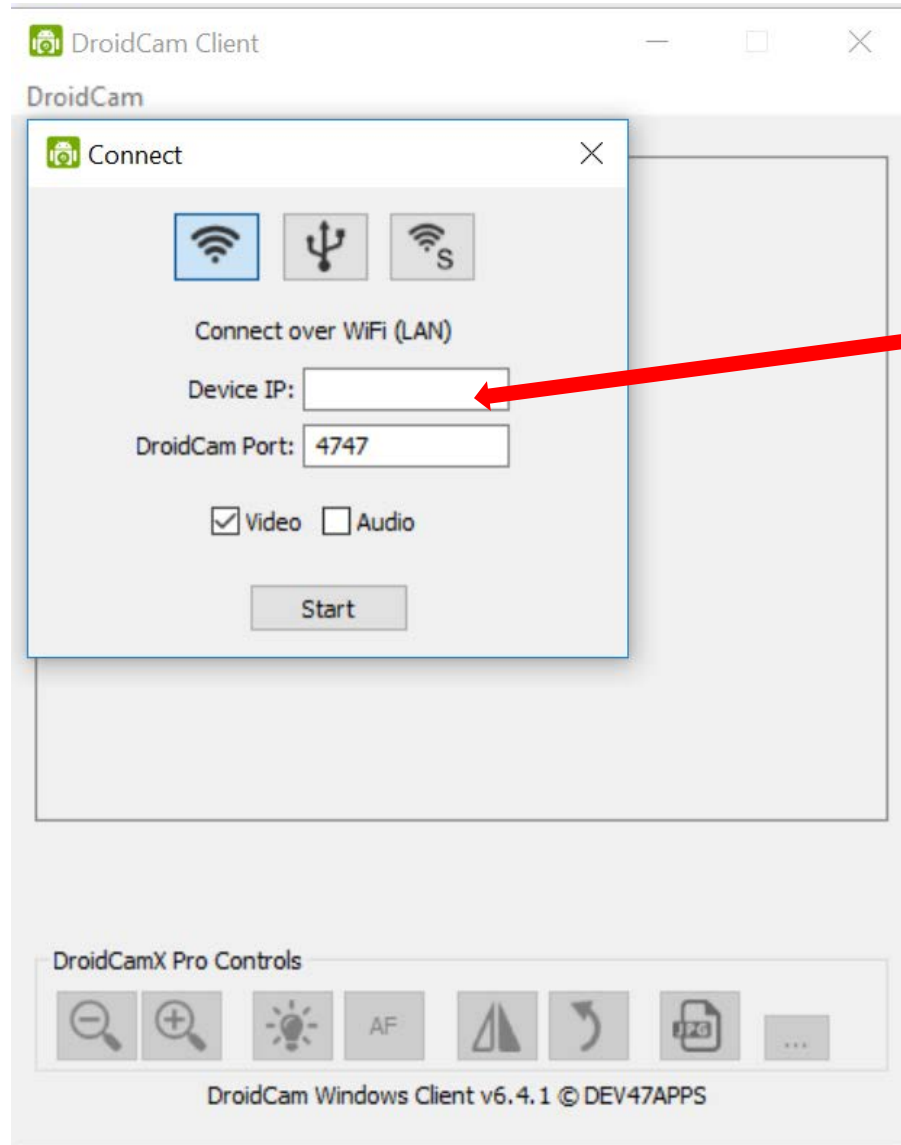 DroidCam Client
DroidCam
Connect
S
Connect over WiFi (LAN)
Device IP:
DroidCam Port: 4747
Video Audio
Start
DroidCamX Pro Controls
AF
JPG
...
DroidCam Windows Client v6.4.1 © DEV47APPS